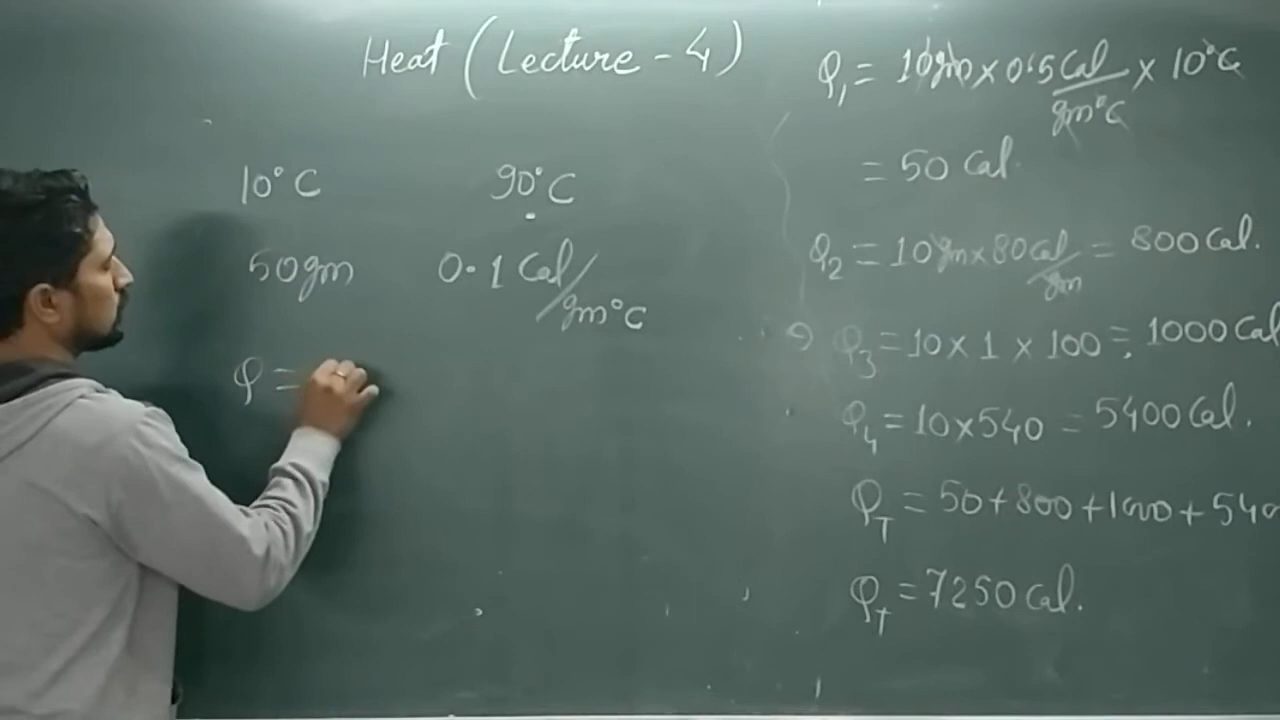 Heat (Lecture - 4)
10°C 90°C
50gm 0.1 Cal/gm°C
Q =
Q₁ = 10gm × 0.5 Cal/gm°C × 10°C
= 50 Cal
Q₂ = 10gm × 80 Cal/gm = 800 Cal.
Q₃ = 10 × 1 × 100 = 1000 Cal
Q₄ = 10 × 540 = 5400 Cal.
Q_T = 50 + 800 + 1000 + 540
Q_T = 7250 Cal.